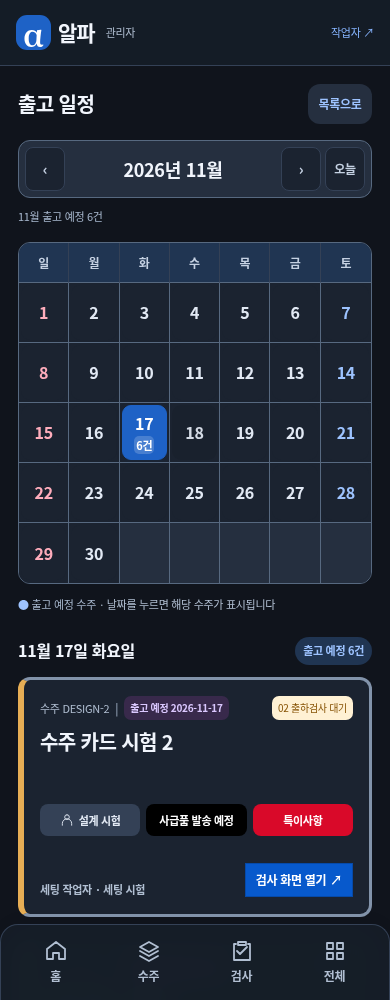 α 알파 관리자 작업자 ↗
출고 일정 목록으로
‹ 2026년 11월 › 오늘
11월 출고 예정 6건
일 월 화 수 목 금 토
1 2 3 4 5 6 7
8 9 10 11 12 13 14
15 16 17 18 19 20 21
6건
22 23 24 25 26 27 28
29 30
출고 예정 수주 · 날짜를 누르면 해당 수주가 표시됩니다
11월 17일 화요일 출고 예정 6건
수주 DESIGN-2 | 출고 예정 2026-11-17 02 출하검사 대기
수주 카드 시험 2
설계 시험 사급품 발송 예정 특이사항
세팅 작업자 · 세팅 시험 검사 화면 열기 ↗
홈 수주 검사 전체